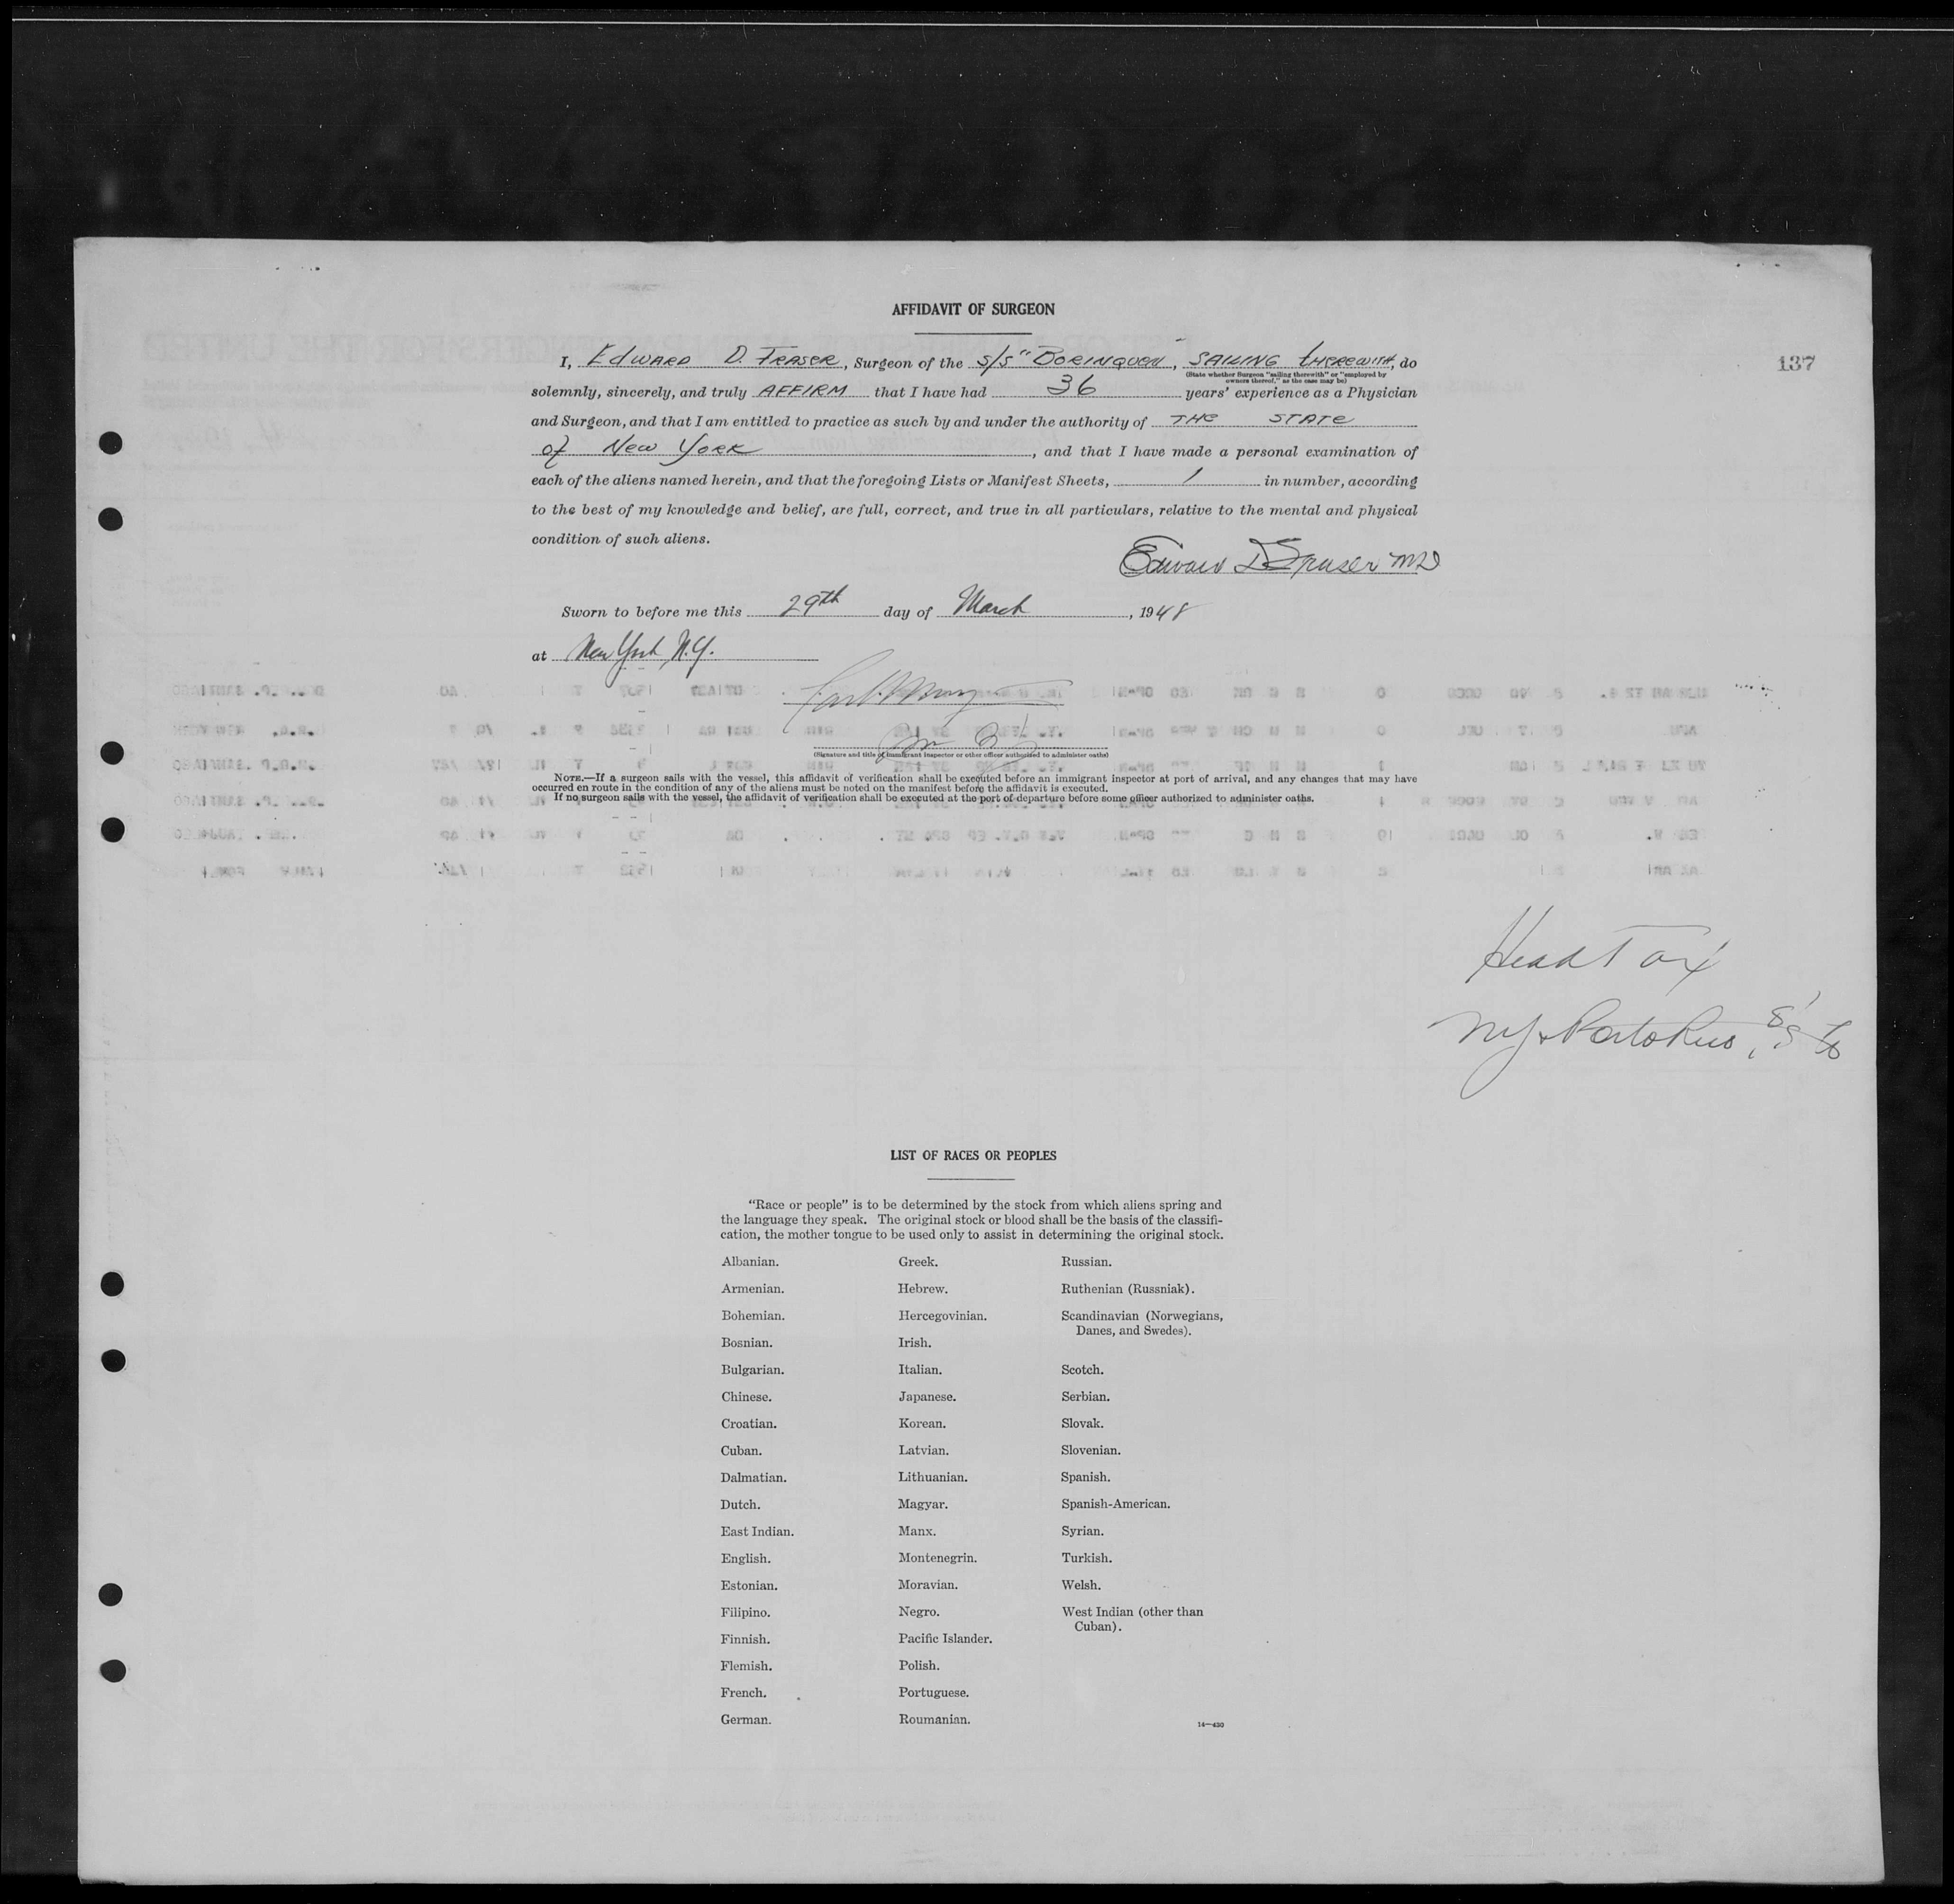 AFFIDAVIT OF SURGEON
137
I, Edward D. Fraser, Surgeon of the S/S "Borinquen", Sailing therewith, do
(State whether Surgeon "sailing therewith" or "employed by
owners thereof," as the case may be)
solemnly, sincerely, and truly AFFIRM that I have had 36 years' experience as a Physician
and Surgeon, and that I am entitled to practice as such by and under the authority of THE STATE
of New York, and that I have made a personal examination of
each of the aliens named herein, and that the foregoing Lists or Manifest Sheets, 1 in number, according
to the best of my knowledge and belief, are full, correct, and true in all particulars, relative to the mental and physical
condition of such aliens.
Edward D Fraser MD
Sworn to before me this 29th day of March, 1948
at New York N.Y.
(Signature and title of immigrant inspector or other officer authorized to administer oaths)
NOTE.—If a surgeon sails with the vessel, this affidavit of verification shall be executed before an immigrant inspector at port of arrival, and any changes that may have
occurred en route in the condition of any of the aliens must be noted on the manifest before the affidavit is executed.
If no surgeon sails with the vessel, the affidavit of verification shall be executed at the port of departure before some officer authorized to administer oaths.
Head Tax
NY & Porto Rico, S/S Co
LIST OF RACES OR PEOPLES
"Race or people" is to be determined by the stock from which aliens spring and
the language they speak. The original stock or blood shall be the basis of the classifi-
cation, the mother tongue to be used only to assist in determining the original stock.
Albanian.
Armenian.
Bohemian.
Bosnian.
Bulgarian.
Chinese.
Croatian.
Cuban.
Dalmatian.
Dutch.
East Indian.
English.
Estonian.
Filipino.
Finnish.
Flemish.
French.
German.
Greek.
Hebrew.
Hercegovinian.
Irish.
Italian.
Japanese.
Korean.
Latvian.
Lithuanian.
Magyar.
Manx.
Montenegrin.
Moravian.
Negro.
Pacific Islander.
Polish.
Portuguese.
Roumanian.
Russian.
Ruthenian (Russniak).
Scandinavian (Norwegians,
Danes, and Swedes).
Scotch.
Serbian.
Slovak.
Slovenian.
Spanish.
Spanish-American.
Syrian.
Turkish.
Welsh.
West Indian (other than
Cuban).
14—430